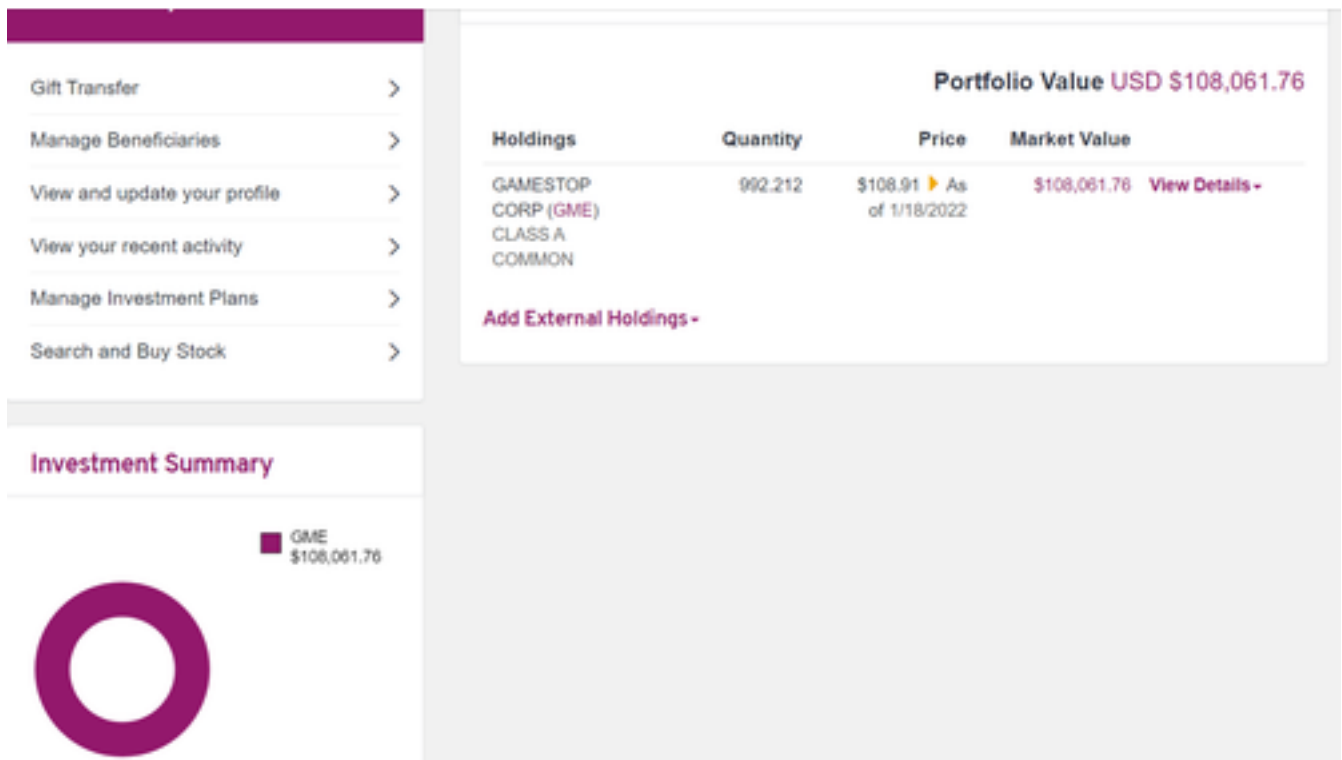 Gift Transfer
Manage Beneficiaries
View and update your profile
View your recent activity
Manage Investment Plans
Search and Buy Stock
Investment Summary
GME
$108,061.76
Portfolio Value USD $108,061.76
Holdings Quantity Price Market Value
GAMESTOP 992.212 $108.91 As $108,061.76 View Details
CORP (GME) of 1/18/2022
CLASS A
COMMON
Add External Holdings